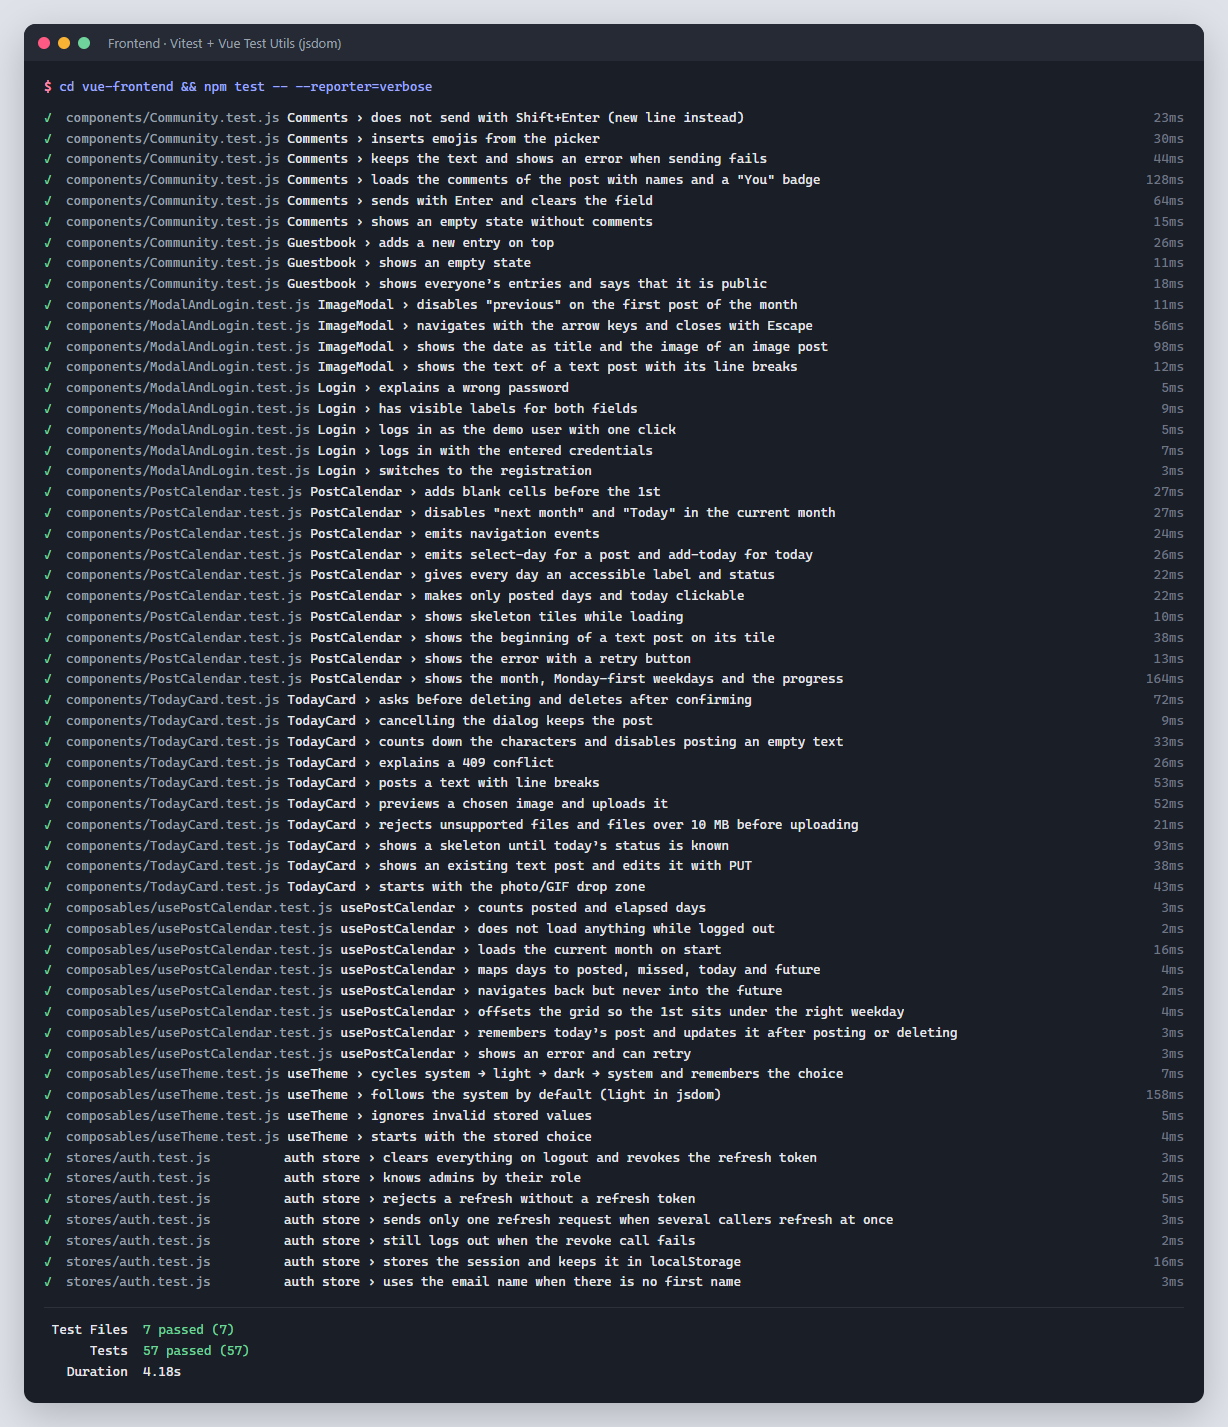 Frontend · Vitest + Vue Test Utils (jsdom)
$ cd vue-frontend && npm test -- --reporter=verbose
✓ components/Community.test.js Comments › does not send with Shift+Enter (new line instead) 23ms
✓ components/Community.test.js Comments › inserts emojis from the picker 30ms
✓ components/Community.test.js Comments › keeps the text and shows an error when sending fails 44ms
✓ components/Community.test.js Comments › loads the comments of the post with names and a "You" badge 128ms
✓ components/Community.test.js Comments › sends with Enter and clears the field 64ms
✓ components/Community.test.js Comments › shows an empty state without comments 15ms
✓ components/Community.test.js Guestbook › adds a new entry on top 26ms
✓ components/Community.test.js Guestbook › shows an empty state 11ms
✓ components/Community.test.js Guestbook › shows everyone's entries and says that it is public 18ms
✓ components/ModalAndLogin.test.js ImageModal › disables "previous" on the first post of the month 11ms
✓ components/ModalAndLogin.test.js ImageModal › navigates with the arrow keys and closes with Escape 56ms
✓ components/ModalAndLogin.test.js ImageModal › shows the date as title and the image of an image post 98ms
✓ components/ModalAndLogin.test.js ImageModal › shows the text of a text post with its line breaks 12ms
✓ components/ModalAndLogin.test.js Login › explains a wrong password 5ms
✓ components/ModalAndLogin.test.js Login › has visible labels for both fields 9ms
✓ components/ModalAndLogin.test.js Login › logs in as the demo user with one click 5ms
✓ components/ModalAndLogin.test.js Login › logs in with the entered credentials 7ms
✓ components/ModalAndLogin.test.js Login › switches to the registration 3ms
✓ components/PostCalendar.test.js PostCalendar › adds blank cells before the 1st 27ms
✓ components/PostCalendar.test.js PostCalendar › disables "next month" and "Today" in the current month 27ms
✓ components/PostCalendar.test.js PostCalendar › emits navigation events 24ms
✓ components/PostCalendar.test.js PostCalendar › emits select-day for a post and add-today for today 26ms
✓ components/PostCalendar.test.js PostCalendar › gives every day an accessible label and status 22ms
✓ components/PostCalendar.test.js PostCalendar › makes only posted days and today clickable 22ms
✓ components/PostCalendar.test.js PostCalendar › shows skeleton tiles while loading 10ms
✓ components/PostCalendar.test.js PostCalendar › shows the beginning of a text post on its tile 38ms
✓ components/PostCalendar.test.js PostCalendar › shows the error with a retry button 13ms
✓ components/PostCalendar.test.js PostCalendar › shows the month, Monday-first weekdays and the progress 164ms
✓ components/TodayCard.test.js TodayCard › asks before deleting and deletes after confirming 72ms
✓ components/TodayCard.test.js TodayCard › cancelling the dialog keeps the post 9ms
✓ components/TodayCard.test.js TodayCard › counts down the characters and disables posting an empty text 33ms
✓ components/TodayCard.test.js TodayCard › explains a 409 conflict 26ms
✓ components/TodayCard.test.js TodayCard › posts a text with line breaks 53ms
✓ components/TodayCard.test.js TodayCard › previews a chosen image and uploads it 52ms
✓ components/TodayCard.test.js TodayCard › rejects unsupported files and files over 10 MB before uploading 21ms
✓ components/TodayCard.test.js TodayCard › shows a skeleton until today's status is known 93ms
✓ components/TodayCard.test.js TodayCard › shows an existing text post and edits it with PUT 38ms
✓ components/TodayCard.test.js TodayCard › starts with the photo/GIF drop zone 43ms
✓ composables/usePostCalendar.test.js usePostCalendar › counts posted and elapsed days 3ms
✓ composables/usePostCalendar.test.js usePostCalendar › does not load anything while logged out 2ms
✓ composables/usePostCalendar.test.js usePostCalendar › loads the current month on start 16ms
✓ composables/usePostCalendar.test.js usePostCalendar › maps days to posted, missed, today and future 4ms
✓ composables/usePostCalendar.test.js usePostCalendar › navigates back but never into the future 2ms
✓ composables/usePostCalendar.test.js usePostCalendar › offsets the grid so the 1st sits under the right weekday 4ms
✓ composables/usePostCalendar.test.js usePostCalendar › remembers today's post and updates it after posting or deleting 3ms
✓ composables/usePostCalendar.test.js usePostCalendar › shows an error and can retry 3ms
✓ composables/useTheme.test.js useTheme › cycles system → light → dark → system and remembers the choice 7ms
✓ composables/useTheme.test.js useTheme › follows the system by default (light in jsdom) 158ms
✓ composables/useTheme.test.js useTheme › ignores invalid stored values 5ms
✓ composables/useTheme.test.js useTheme › starts with the stored choice 4ms
✓ stores/auth.test.js auth store › clears everything on logout and revokes the refresh token 3ms
✓ stores/auth.test.js auth store › knows admins by their role 2ms
✓ stores/auth.test.js auth store › rejects a refresh without a refresh token 5ms
✓ stores/auth.test.js auth store › sends only one refresh request when several callers refresh at once 3ms
✓ stores/auth.test.js auth store › still logs out when the revoke call fails 2ms
✓ stores/auth.test.js auth store › stores the session and keeps it in localStorage 16ms
✓ stores/auth.test.js auth store › uses the email name when there is no first name 3ms
Test Files 7 passed (7)
Tests 57 passed (57)
Duration 4.18s